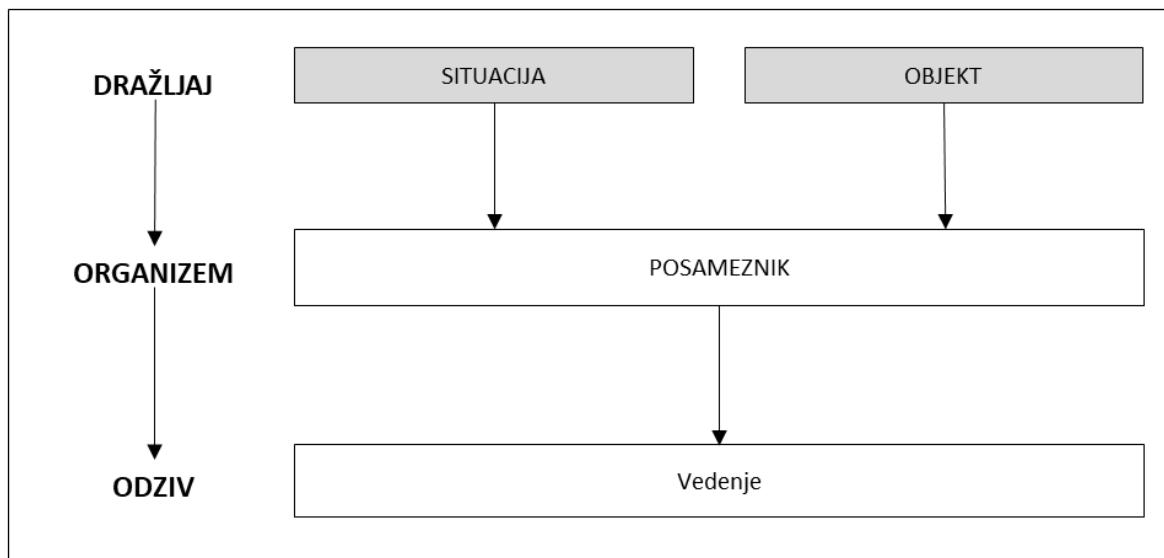 DRAŽLJAJ
SITUACIJA
OBJEKT
ORGANIZEM
POSAMEZNIK
ODZIV
Vedenje